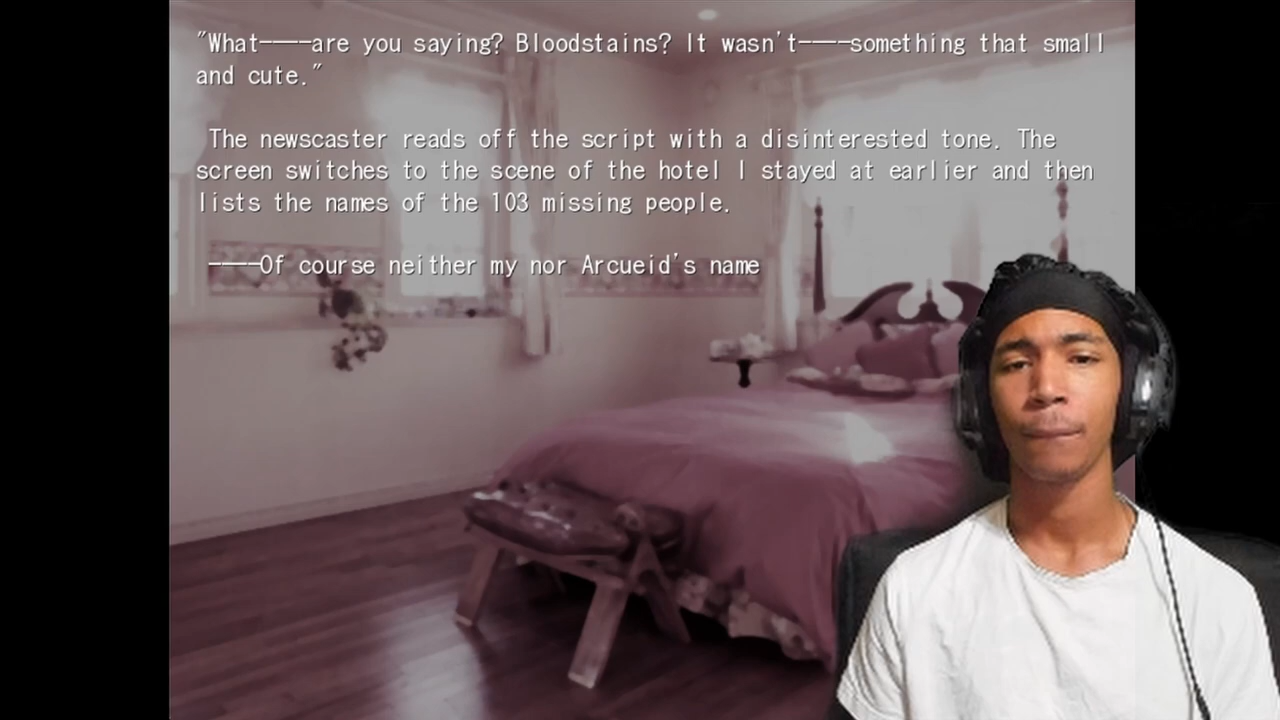 "What───are you saying? Bloodstains? It wasn't───something that small
and cute."
The newscaster reads off the script with a disinterested tone. The
screen switches to the scene of the hotel I stayed at earlier and then
lists the names of the 103 missing people.
───Of course neither my nor Arcueid's name